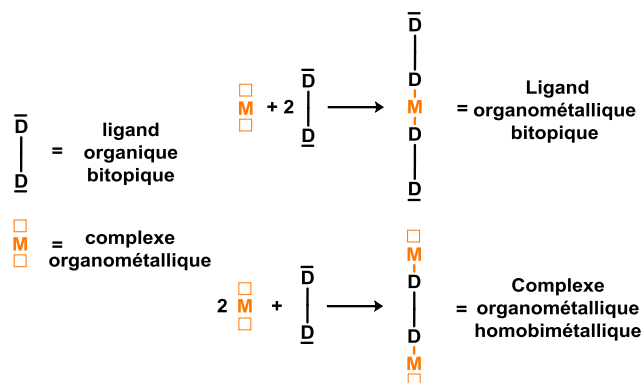 D
D
= ligand
organique
bitopique
M
= complexe
organométallique
M + 2 D
D
D
D
M
D
D
= Ligand
organométallique
bitopique
2 M + D
D
M
D
D
M
= Complexe
organométallique
homobimétallique